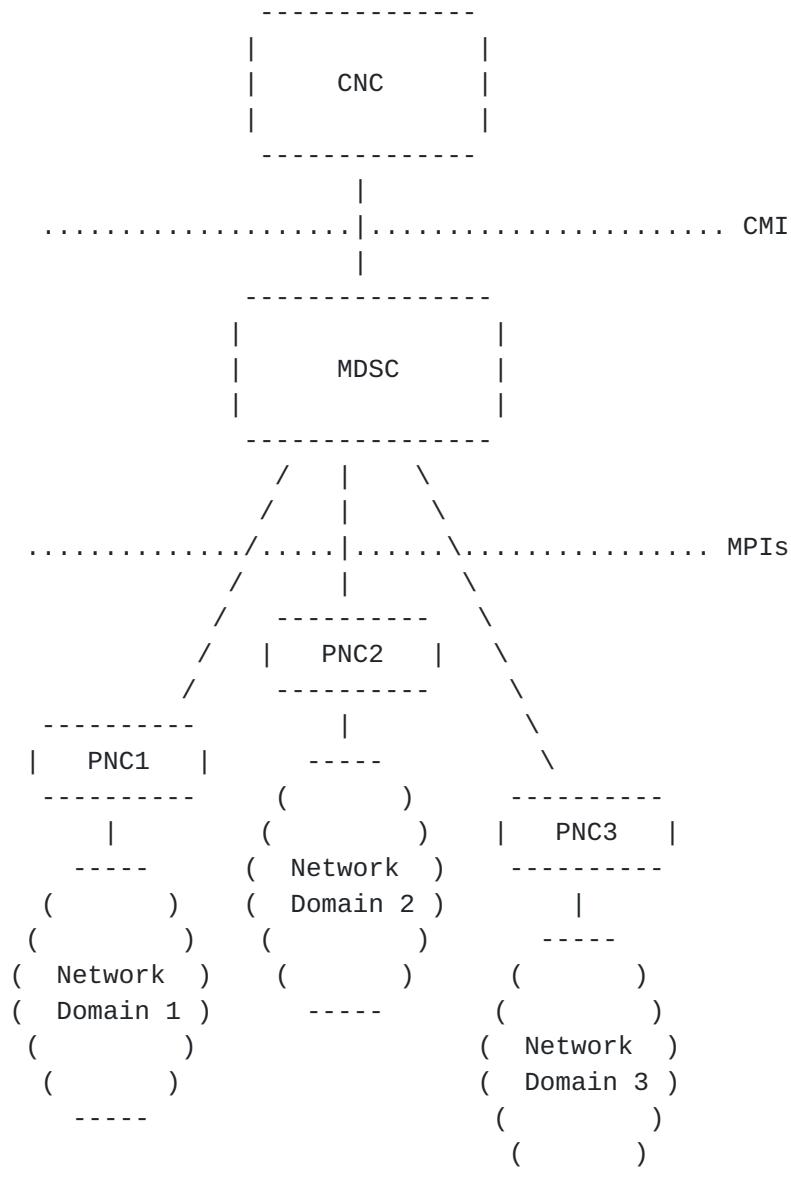 CNC
CMI
MDSC
MPIs
PNC2
PNC1
PNC3
Network
Domain 2
Network
Domain 1
Network
Domain 3